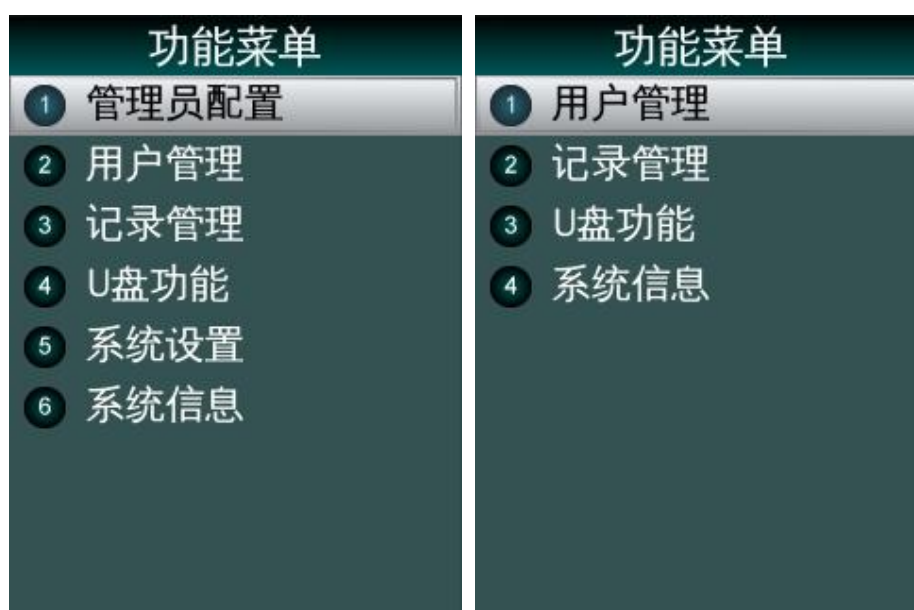 功能菜单
1 管理员配置
2 用户管理
3 记录管理
4 U盘功能
5 系统设置
6 系统信息
功能菜单
1 用户管理
2 记录管理
3 U盘功能
4 系统信息